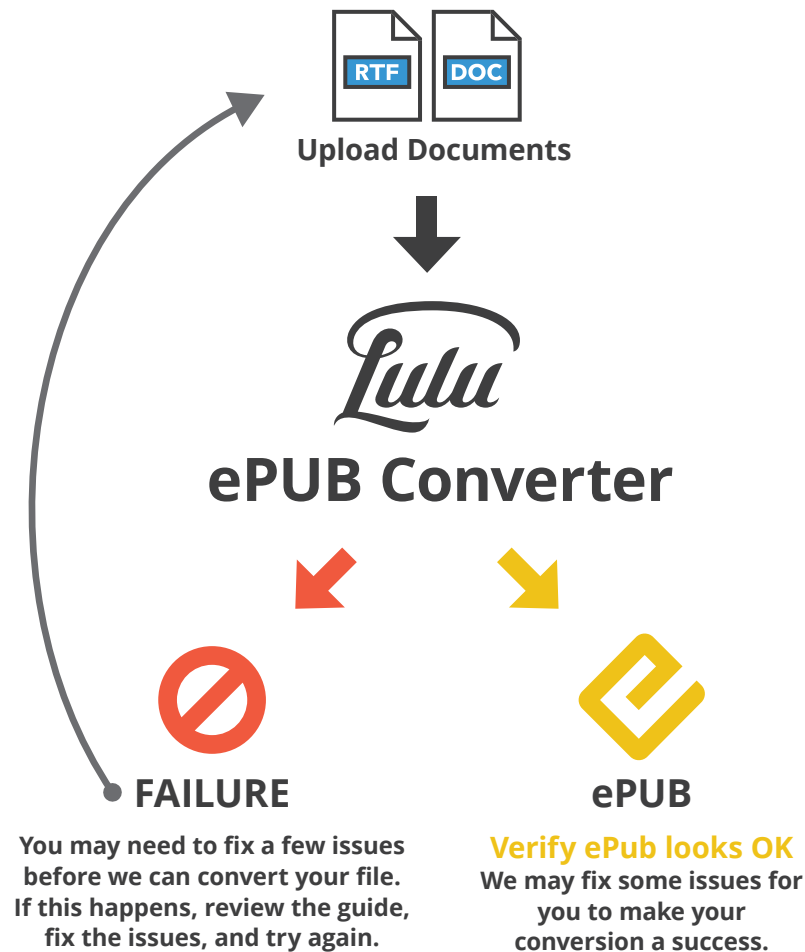 RTF DOC
Upload Documents
Lulu
ePUB Converter
FAILURE
You may need to fix a few issues
before we can convert your file.
If this happens, review the guide,
fix the issues, and try again.
ePUB
Verify ePub looks OK
We may fix some issues for
you to make your
conversion a success.